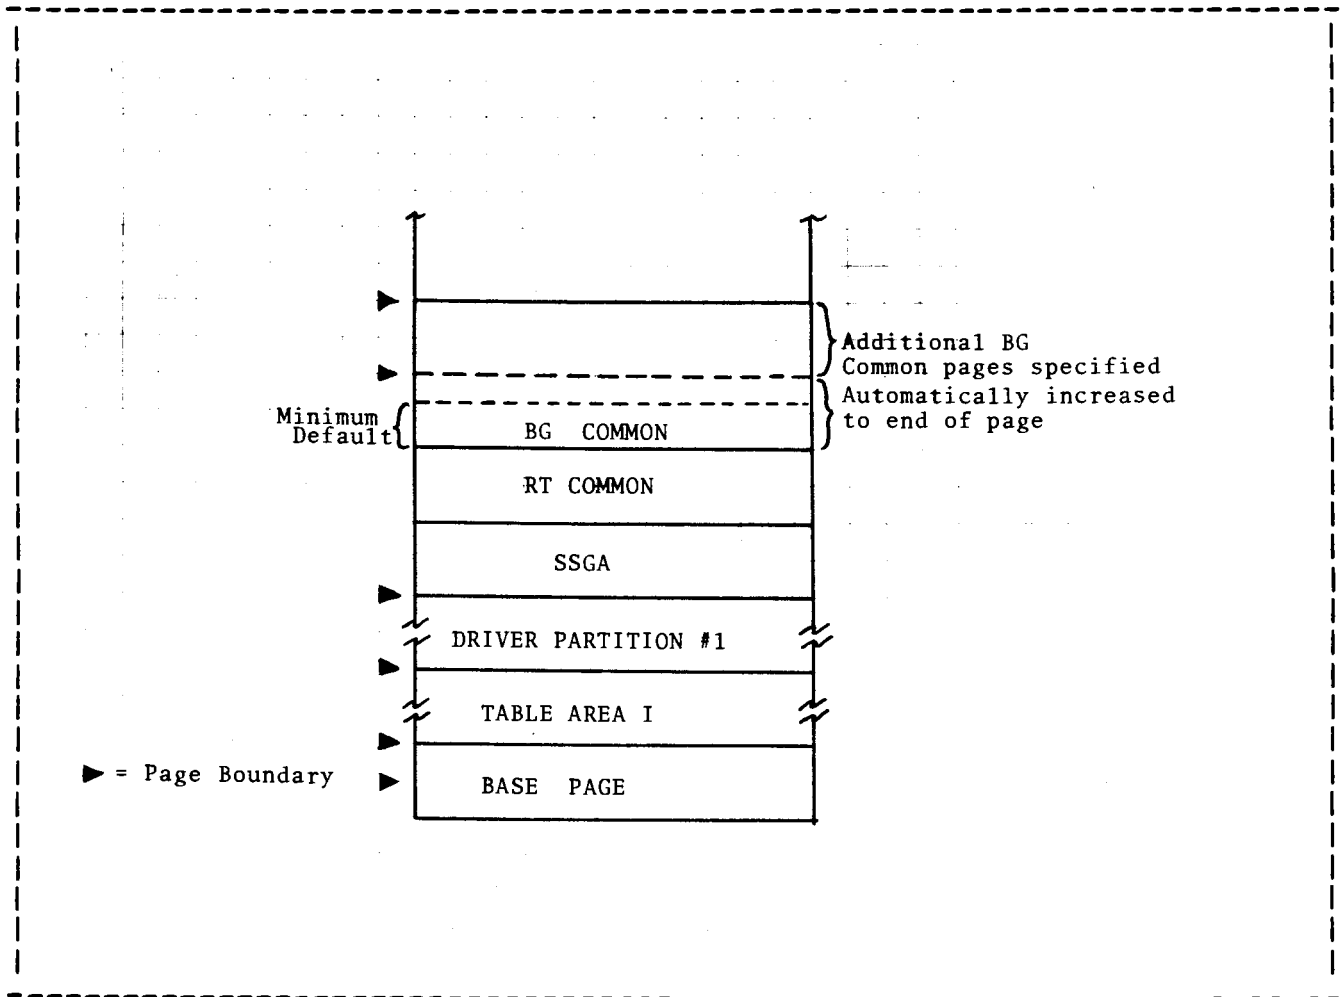 Additional BG
Common pages specified
Automatically increased
to end of page
Minimum
Default
BG COMMON
RT COMMON
SSGA
DRIVER PARTITION #1
TABLE AREA I
= Page Boundary
BASE PAGE